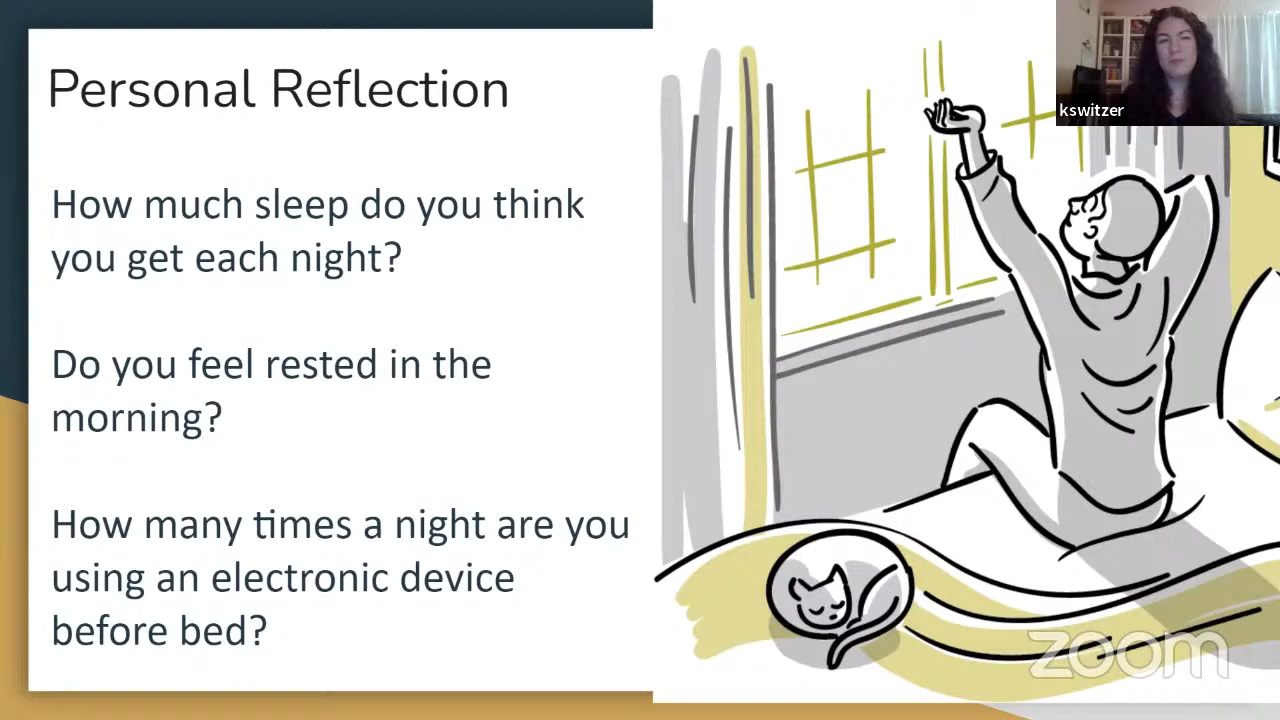 Personal Reflection
kswitzer
How much sleep do you think
you get each night?
Do you feel rested in the
morning?
How many times a night are you
using an electronic device
before bed?
zoom